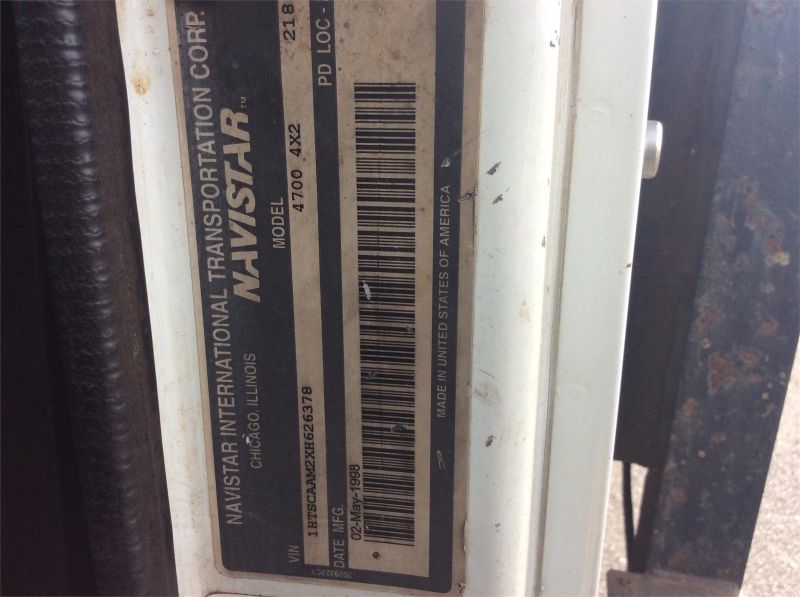 NAVISTAR INTERNATIONAL TRANSPORTATION CORP.
CHICAGO, ILLINOIS
NAVISTAR™
MODEL
VIN
1HTSCAAM2XH626378 4700 4X2 218
DATE MFG. PD LOC -
02-May-1998
MADE IN UNITED STATES OF AMERICA